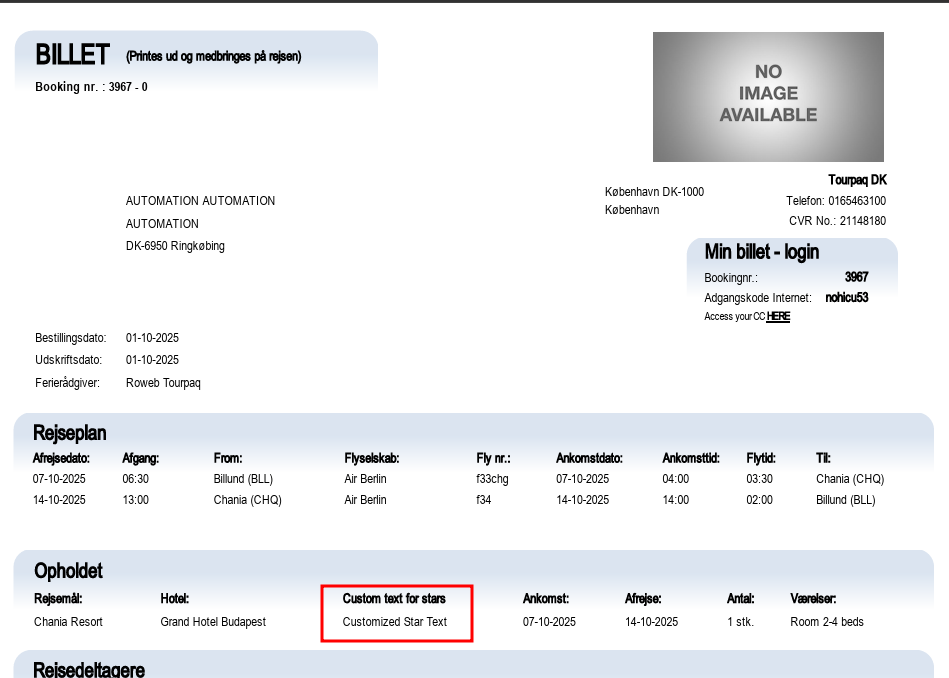 BILLET (Printes ud og medbringes på rejsen)
Booking nr. : 3967 - 0
NO
IMAGE
AVAILABLE
Tourpaq DK
København DK-1000
København
Telefon: 0165463100
CVR No.: 21148180
AUTOMATION AUTOMATION
AUTOMATION
DK-6950 Ringkøbing
Min billet - login
Bookingnr.: 3967
Adgangskode Internet: nohicu53
Access your CC HERE
Bestillingsdato: 01-10-2025
Udskriftsdato: 01-10-2025
Ferierådgiver: Roweb Tourpaq
Rejseplan
Afrejsedato: Afgang: From: Flyselskab: Fly nr.: Ankomstdato: Ankomsttid: Flytid: Til:
07-10-2025 06:30 Billund (BLL) Air Berlin f33chg 07-10-2025 04:00 03:30 Chania (CHQ)
14-10-2025 13:00 Chania (CHQ) Air Berlin f34 14-10-2025 14:00 02:00 Billund (BLL)
Opholdet
Rejsemål: Hotel: Custom text for stars Ankomst: Afrejse: Antal: Værelser:
Chania Resort Grand Hotel Budapest Customized Star Text 07-10-2025 14-10-2025 1 stk. Room 2-4 beds
Rejsedeltagere